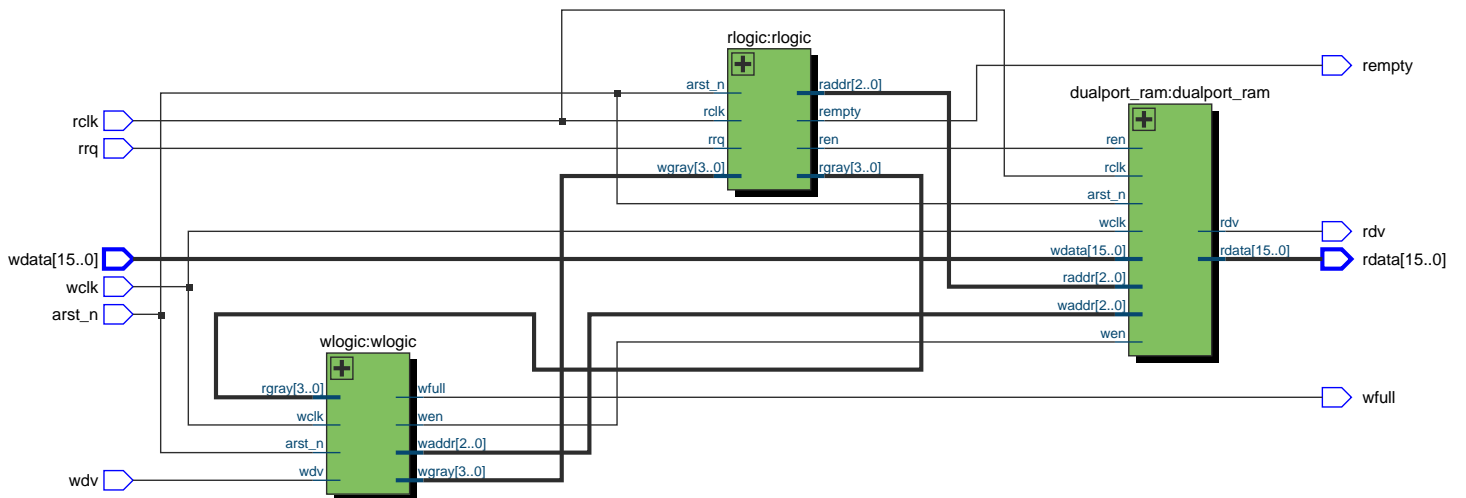 rlogic:rlogic
arst_n
rclk
rrq
wgray[3..0]
raddr[2..0]
rempty
ren
rgray[3..0]
dualport_ram:dualport_ram
ren
rclk
arst_n
wclk
wdata[15..0]
raddr[2..0]
waddr[2..0]
wen
rdv
rdata[15..0]
rempty
rdv
rdata[15..0]
wfull
rclk
rrq
wdata[15..0]
wclk
arst_n
wdv
wlogic:wlogic
rgray[3..0]
wclk
arst_n
wdv
wfull
wen
waddr[2..0]
wgray[3..0]